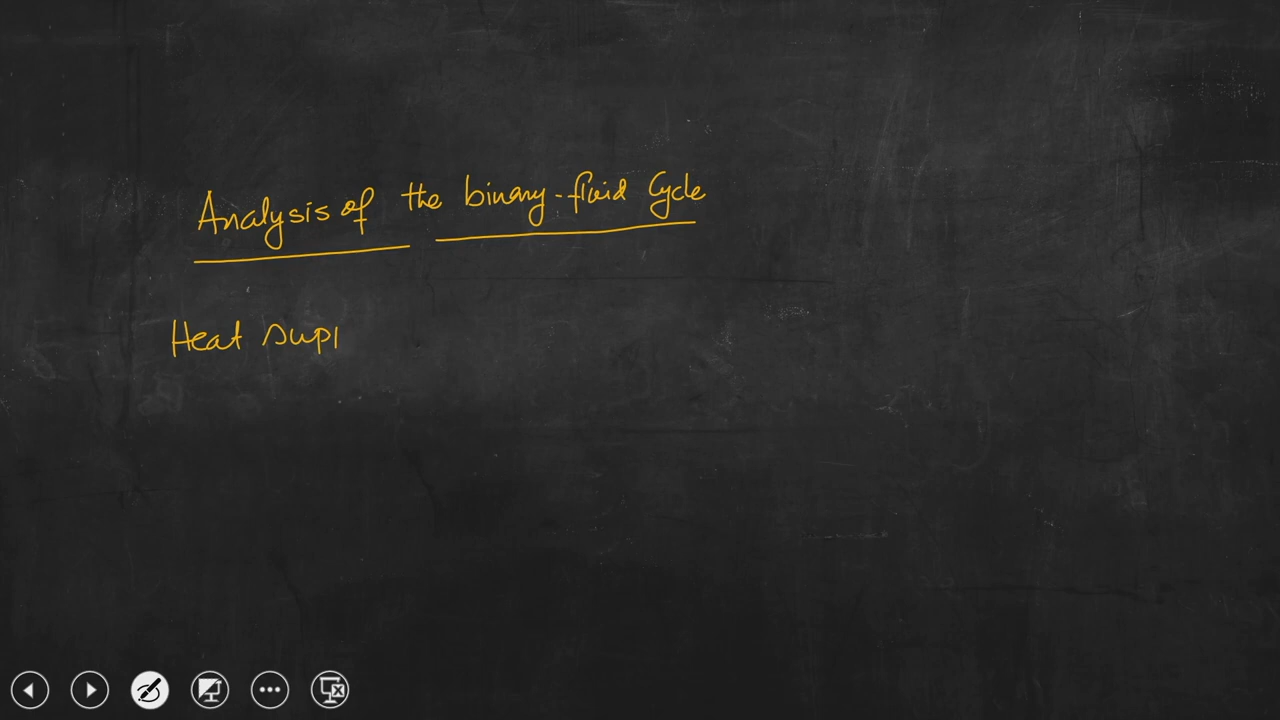 Analysis of the binary-fluid Cycle
Heat supl